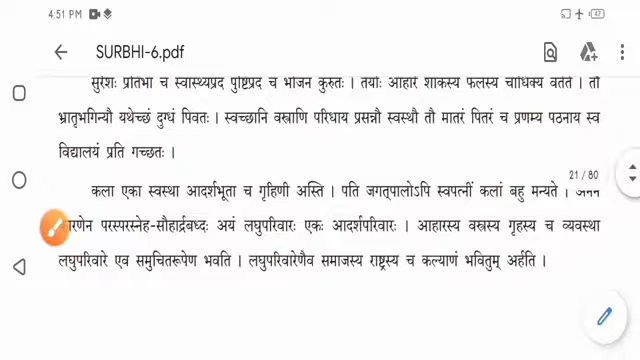 4:51 PM
47
SURBHI-6.pdf
सुरेशः प्रतिभा च स्वास्थ्यप्रदं पुष्टिप्रदं च भोजनं कुरुतः। तयोः आहारे शाकस्य फलस्य चाधिक्यं वर्तते। तौ
भ्रातृभगिन्यौ यथेच्छं दुग्धं पिबतः। स्वच्छानि वस्त्राणि परिधाय प्रसन्नौ स्वस्थौ तौ मातरं पितरं च प्रणम्य पठनाय स्व
विद्यालयं प्रति गच्छतः।
21 / 80
कला एका स्वस्था आदर्शभूता च गृहिणी अस्ति। पति जगत्पालोऽपि स्वपत्नीं कलां बहु मन्यते।
परस्परस्नेह-सौहार्द्रबध्दः अयं लघुपरिवारः एकः आदर्शपरिवारः। आहारस्य वस्त्रस्य गृहस्य च व्यवस्था
लघुपरिवारे एव समुचितरूपेण भवति। लघुपरिवारेणैव समाजस्य राष्ट्रस्य च कल्याणं भवितुम् अर्हति।